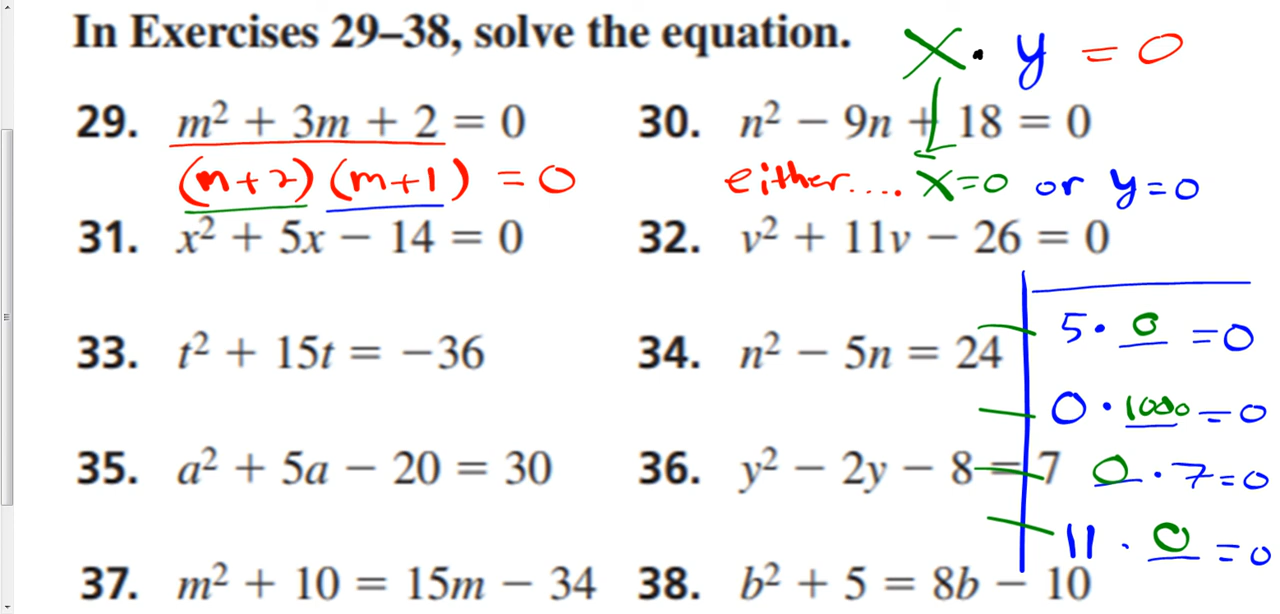 In Exercises 29–38, solve the equation.
x · y = 0
29. m² + 3m + 2 = 0
30. n² − 9n + 18 = 0
(m+2) (m+1) = 0
either.... x=0 or y=0
31. x² + 5x − 14 = 0
32. v² + 11v − 26 = 0
33. t² + 15t = −36
34. n² − 5n = 24
5 · 0 = 0
0 · 1000 = 0
35. a² + 5a − 20 = 30
36. y² − 2y − 8 = 7
0 · 7 = 0
11 · 0 = 0
37. m² + 10 = 15m − 34
38. b² + 5 = 8b − 10